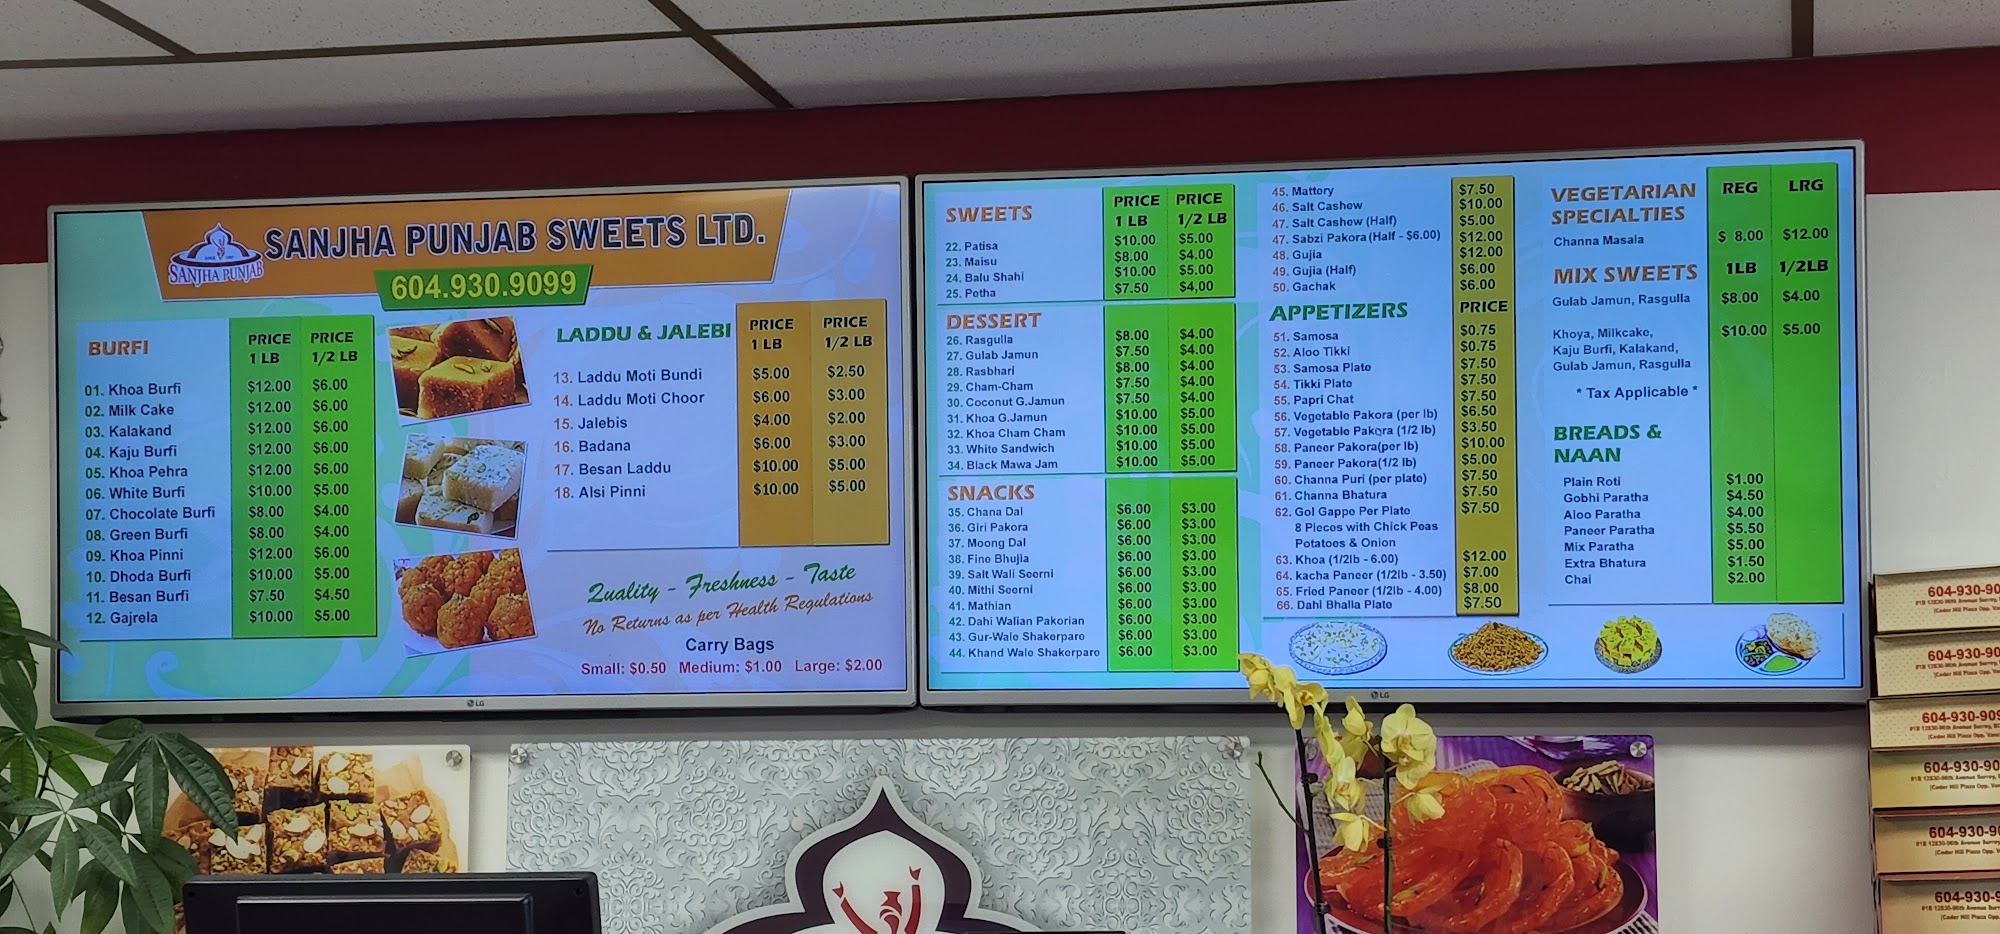 SANJHA PUNJAB
SANJHA PUNJAB SWEETS LTD.
604.930.9099
BURFI PRICE 1 LB PRICE 1/2 LB
01. Khoa Burfi $12.00 $6.00
02. Milk Cake $12.00 $6.00
03. Kalakand $12.00 $6.00
04. Kaju Burfi $12.00 $6.00
05. Khoa Pehra $12.00 $6.00
06. White Burfi $10.00 $5.00
07. Chocolate Burfi $8.00 $4.00
08. Green Burfi $8.00 $4.00
09. Khoa Pinni $12.00 $6.00
10. Dhoda Burfi $10.00 $5.00
11. Besan Burfi $7.50 $4.50
12. Gajrela $10.00 $5.00
LADDU & JALEBI PRICE 1 LB PRICE 1/2 LB
13. Laddu Moti Bundi $5.00 $2.50
14. Laddu Moti Choor $6.00 $3.00
15. Jalebis $4.00 $2.00
16. Badana $6.00 $3.00
17. Besan Laddu $10.00 $5.00
18. Alsi Pinni $10.00 $5.00
Quality - Freshness - Taste
No Returns as per Health Regulations
Carry Bags
Small: $0.50 Medium: $1.00 Large: $2.00
LG
SWEETS PRICE 1 LB PRICE 1/2 LB
22. Patisa $10.00 $5.00
23. Maisu $8.00 $4.00
24. Balu Shahi $10.00 $5.00
25. Petha $7.50 $4,00
DESSERT
26. Rasgulla $8.00 $4.00
27. Gulab Jamun $7.50 $4.00
28. Rasbhari $8.00 $4.00
29. Cham-Cham $7.50 $4.00
30. Coconut G.Jamun $7.50 $4.00
31. Khoa G.Jamun $10.00 $5.00
32. Khoa Cham Cham $10.00 $5.00
33. White Sandwich $10.00 $5.00
34. Black Mawa Jam $10.00 $5.00
SNACKS
35. Chana Dal $6.00 $3.00
36. Giri Pakora $6.00 $3.00
37. Moong Dal $6.00 $3.00
38. Fine Bhujia $6.00 $3.00
39. Salt Wali Seerni $6.00 $3.00
40. Mithi Seerni $6.00 $3.00
41. Mathian $6.00 $3.00
42. Dahi Walian Pakorian $6.00 $3.00
43. Gur-Wale Shakerpare $6.00 $3.00
44. Khand Wale Shakerpare $6.00 $3.00
45. Mattery $7.50
46. Salt Cashew $10.00
47. Salt Cashew (Half) $5.00
47. Sabzi Pakora (Half - $6.00) $12.00
48. Gujia $12.00
49. Gujia (Half) $6.00
50. Gachak $6.00
APPETIZERS PRICE
51. Samosa $0.75
52. Aloo Tikki $0.75
53. Samosa Plate $7.50
54. Tikki Plate $7.50
55. Papri Chat $7.50
56. Vegetable Pakora (per lb) $6.50
57. Vegetable Pakora (1/2 lb) $3.50
58. Paneer Pakora(per lb) $10.00
59. Paneer Pakora(1/2 lb) $5.00
60. Channa Puri (per plate) $7.50
61. Channa Bhatura $7.50
62. Gol Gappe Per Plate $7.50
8 Pieces with Chick Peas
Potatoes & Onion
63. Khoa (1/2lb - 6.00) $12.00
64. kacha Paneer (1/2lb - 3.50) $7.00
65. Fried Paneer (1/2lb - 4.00) $8.00
66. Dahi Bhalla Plate $7.50
VEGETARIAN SPECIALTIES REG LRG
Channa Masala $ 8.00 $12.00
MIX SWEETS 1LB 1/2LB
Gulab Jamun, Rasgulla $8.00 $4.00
Khoya, Milkcake, $10.00 $5.00
Kaju Burfi, Kalakand,
Gulab Jamun, Rasgulla
* Tax Applicable *
BREADS &
NAAN
Plain Roti $1.00
Gobhi Paratha $4.50
Aloo Paratha $4.00
Paneer Paratha $5.50
Mix Paratha $5.00
Extra Bhatura $1.50
Chai $2.00
LG
604-930-90
604-930-90
604-930-909
604-930-90
604-930-90
604-930-9